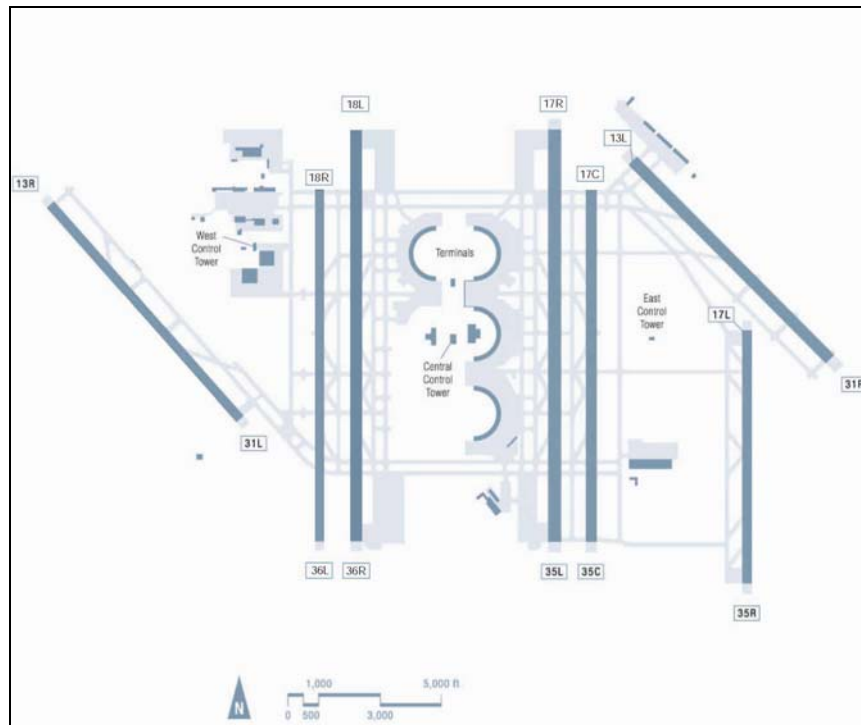 18L
17R
13L
18R
17C
13R
West
Control
Tower
Terminals
East
Control
Tower
17L
Central
Control
Tower
31R
31L
36L
36R
35L
35C
35R
N
1,000
5,000 ft
0
500
3,000